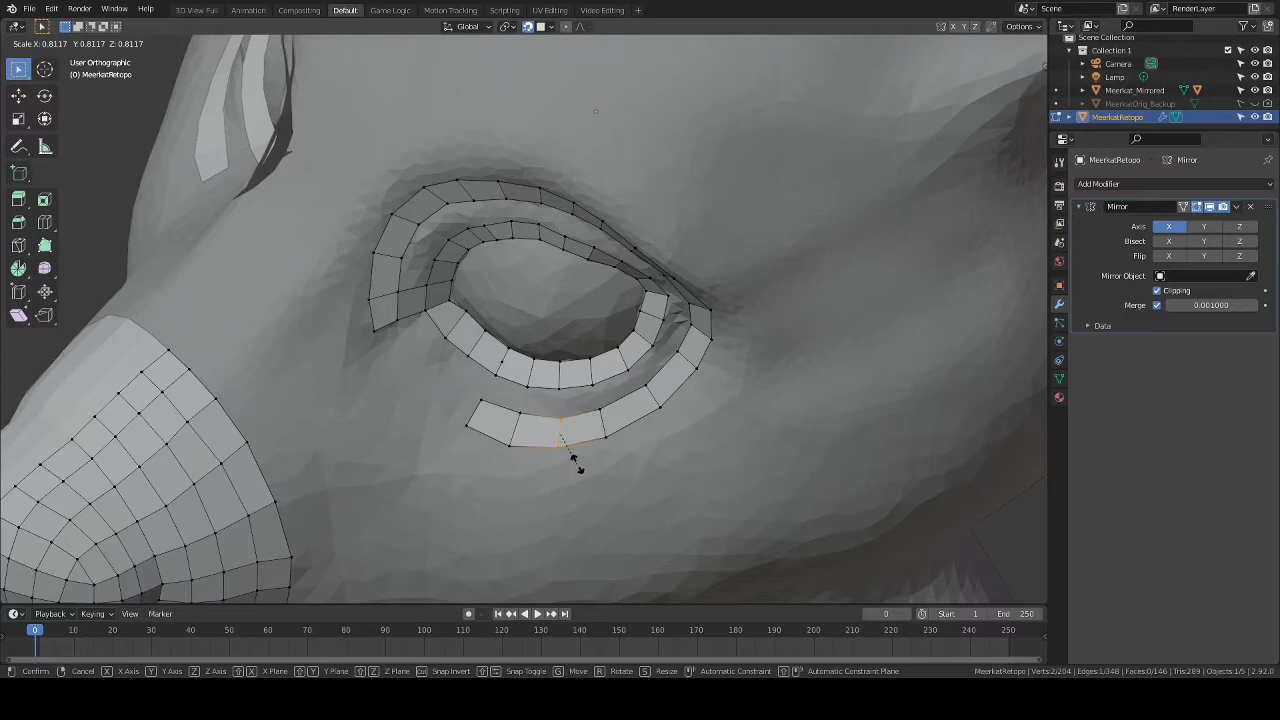 File Edit Render Window Help
UV Editing Texture Paint Shading Animation Compositing Default Game Logic Motion Tracking Scripting UV Editing Video Editing +
Scene
RenderLayer
Global
X Y Z
Options
Scale X: 0.8117 Y: 0.8117 Z: 0.8117
User Orthographic
(0) MeerkatRetopo
Scene Collection
Collection 1
Camera
Lamp
Meerkat_Mirrored
MeerkatOrig_Backup
MeerkatRetopo
MeerkatRetopo Mirror
Add Modifier
Mirror
Axis X Y Z
Bisect X Y Z
Flip X Y Z
Mirror Object
Clipping
Merge 0.001000
Data
Playback Keying View Marker
0 Start 1 End 250
0 10 20 30 40 50 60 70 80 90 100 110 120 130 140 150 160 170 180 190 200 210 220 230 240 250
Confirm Cancel X X Axis Y Y Axis Z Z Axis X X Plane Y Y Plane Z Z Plane Snap Invert Snap Toggle G Move R Rotate S Resize Automatic Constraint Automatic Constraint Plane
MeerkatRetopo | Verts:2/204 | Edges:1/348 | Faces:0/146 | Tris:289 | Objects:1/5 | 2.92.0